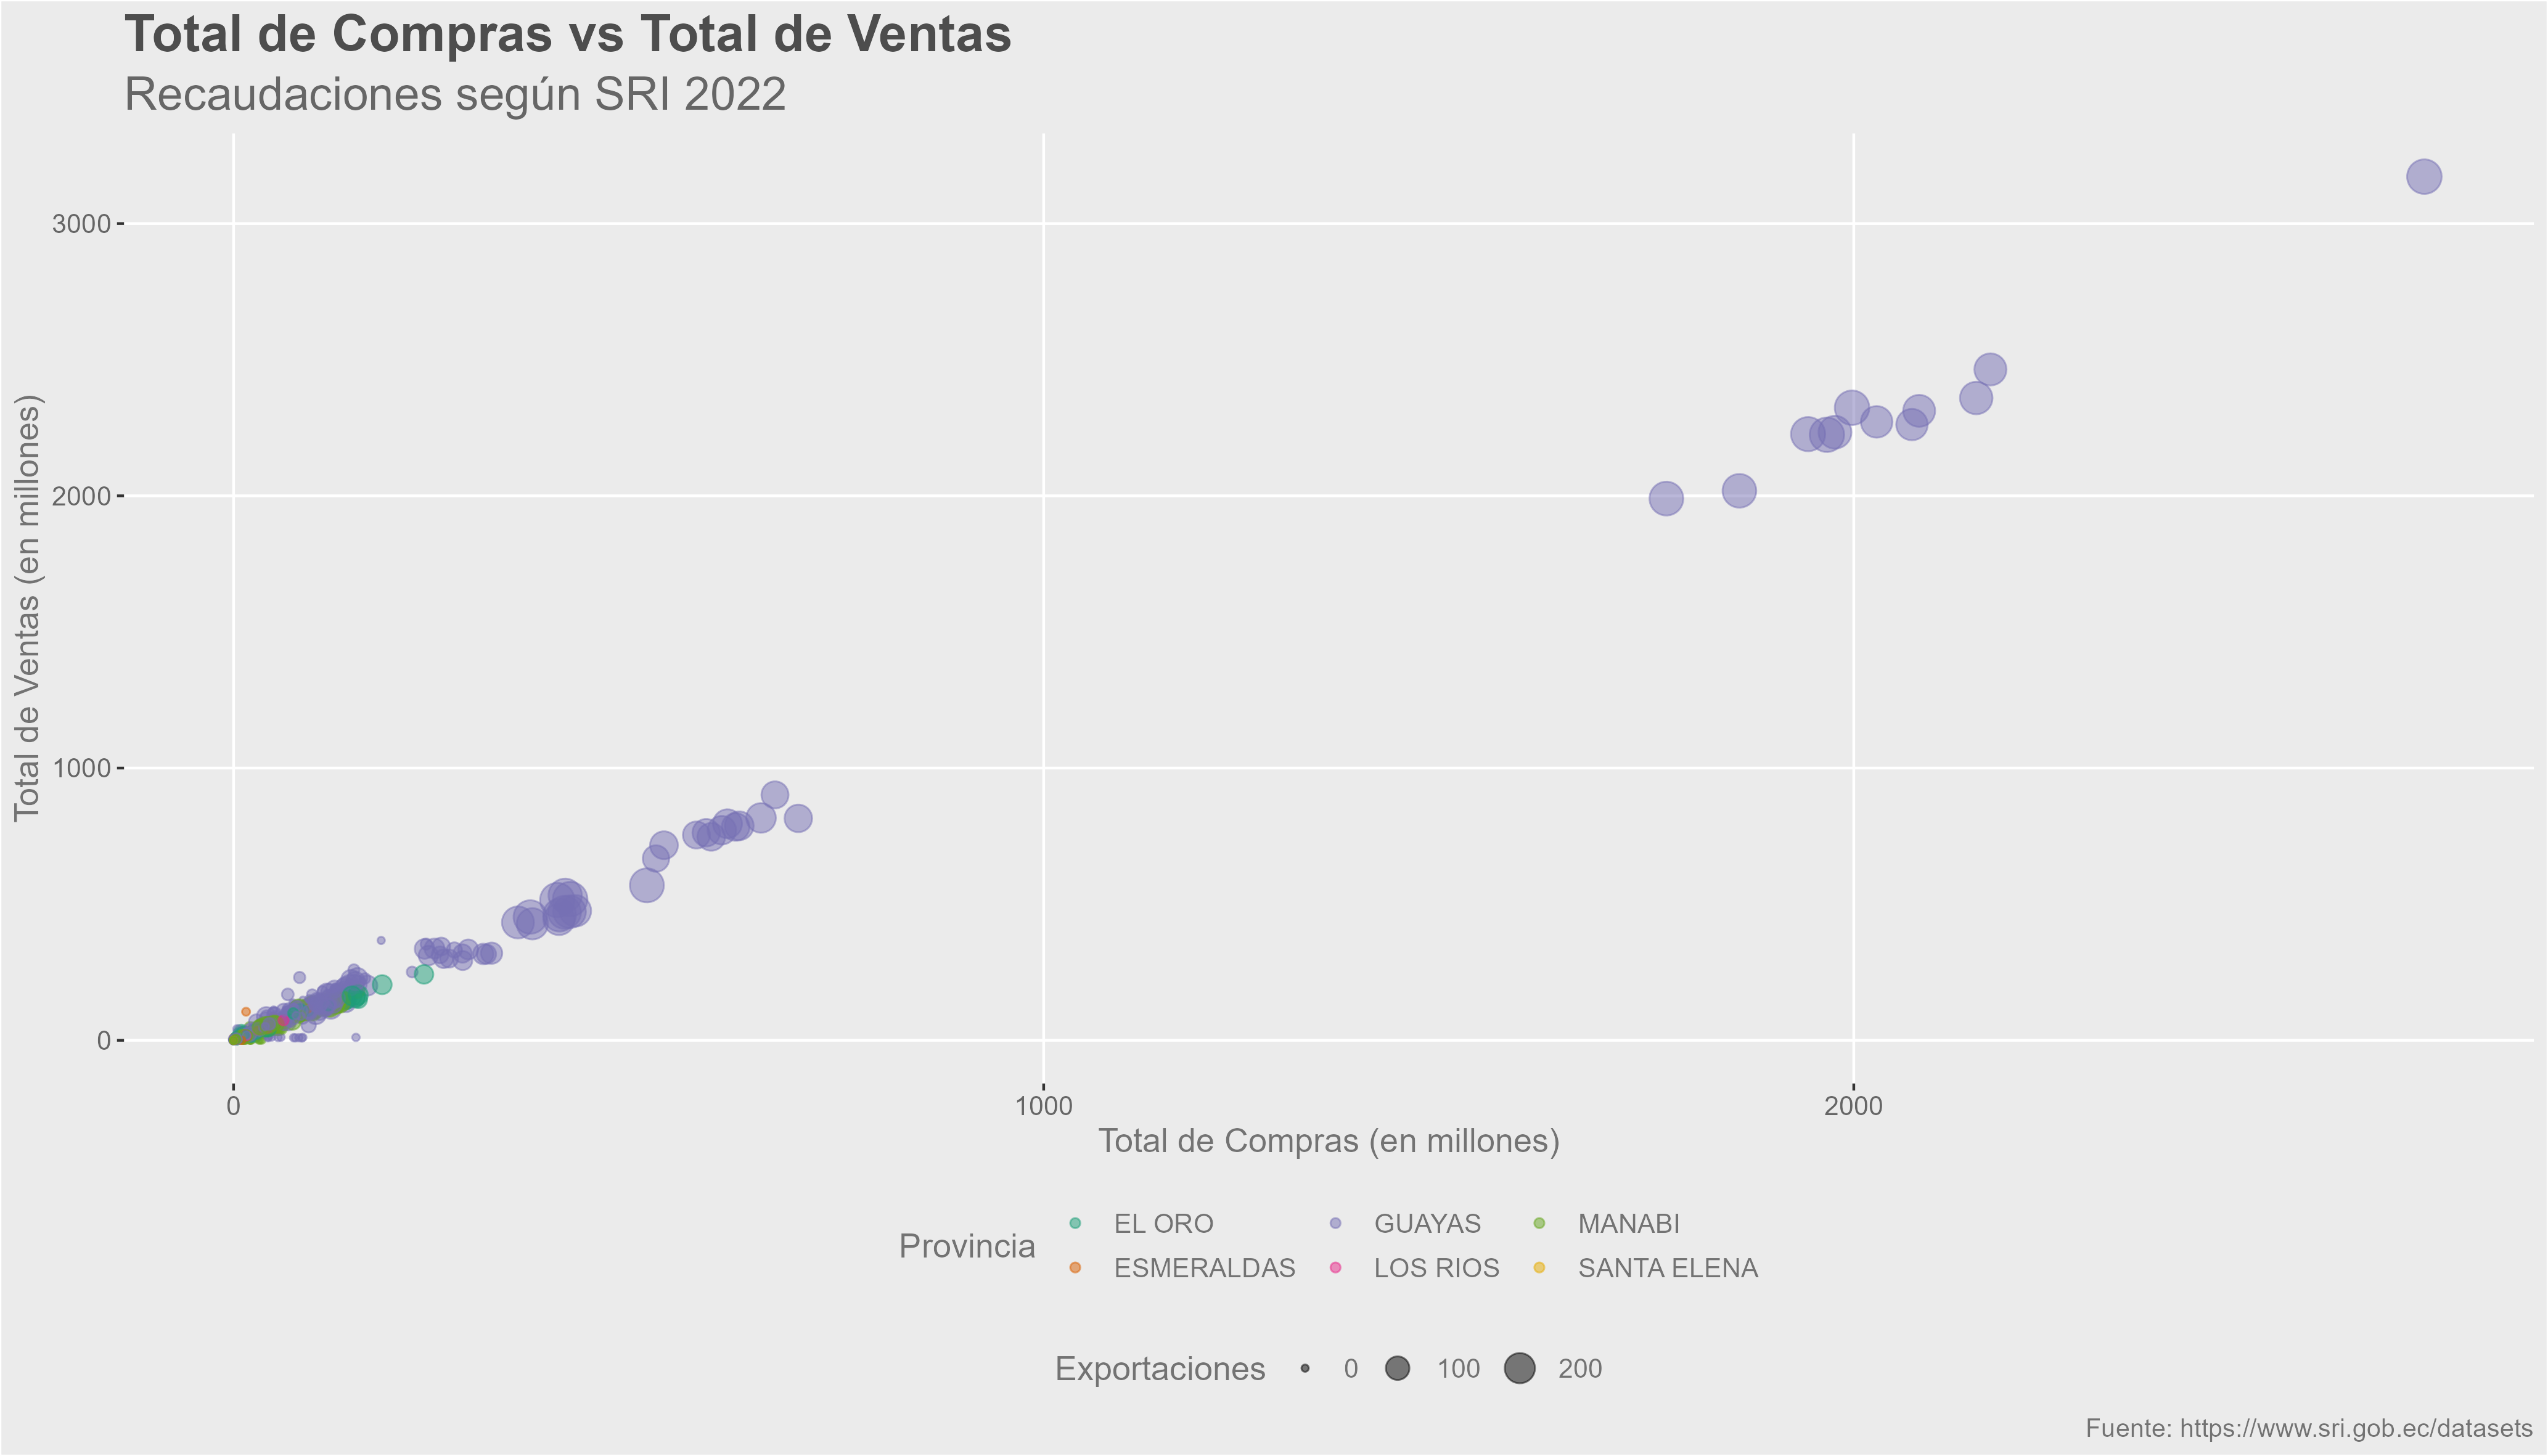 Total de Compras vs Total de Ventas
Recaudaciones según SRI 2022
Total de Ventas (en millones)
3000
2000
1000
0
0 1000 2000
Total de Compras (en millones)
Provincia
EL ORO GUAYAS MANABI
ESMERALDAS LOS RIOS SANTA ELENA
Exportaciones 0 100 200
Fuente: https://www.sri.gob.ec/datasets